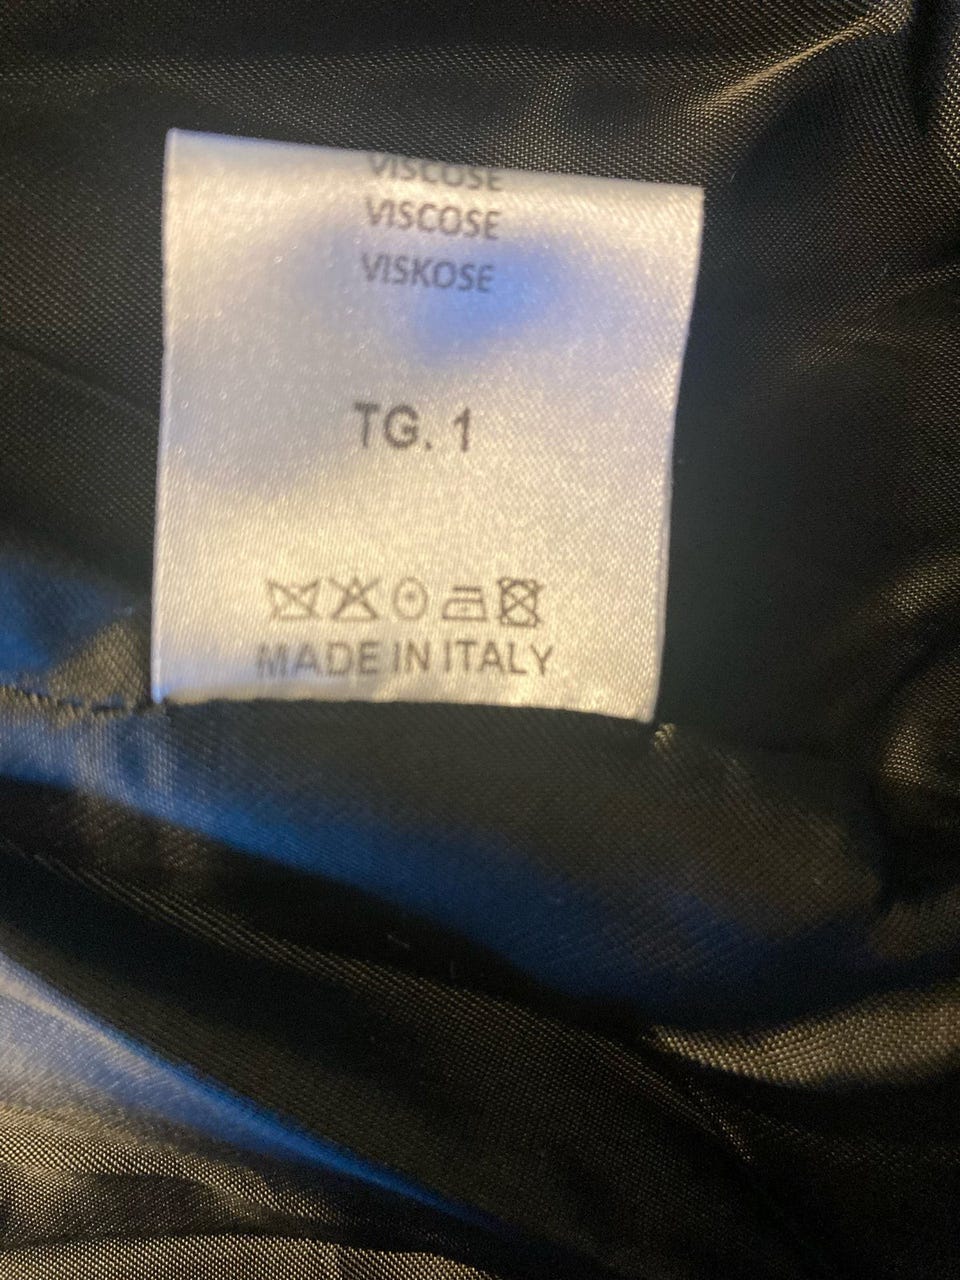 VISCOSE
VISCOSE
VISKOSE
TG. 1
MADE IN ITALY